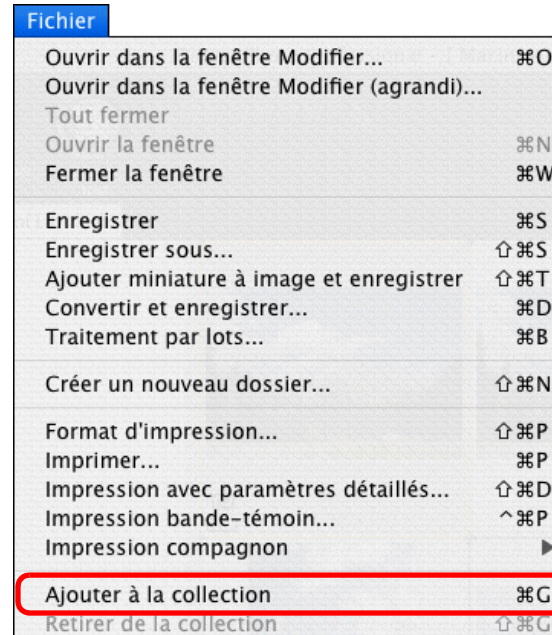 Fichier
Ouvrir dans la fenêtre Modifier... ⌘O
Ouvrir dans la fenêtre Modifier (agrandi)...
Tout fermer
Ouvrir la fenêtre ⌘N
Fermer la fenêtre ⌘W
Enregistrer ⌘S
Enregistrer sous... ⇧⌘S
Ajouter miniature à image et enregistrer ⇧⌘T
Convertir et enregistrer... ⌘D
Traitement par lots... ⌘B
Créer un nouveau dossier... ⇧⌘N
Format d'impression... ⇧⌘P
Imprimer... ⌘P
Impression avec paramètres détaillés... ⇧⌘D
Impression bande-témoin... ^⌘P
Impression compagnon ▶
Ajouter à la collection ⌘G
Retirer de la collection ⇧⌘G